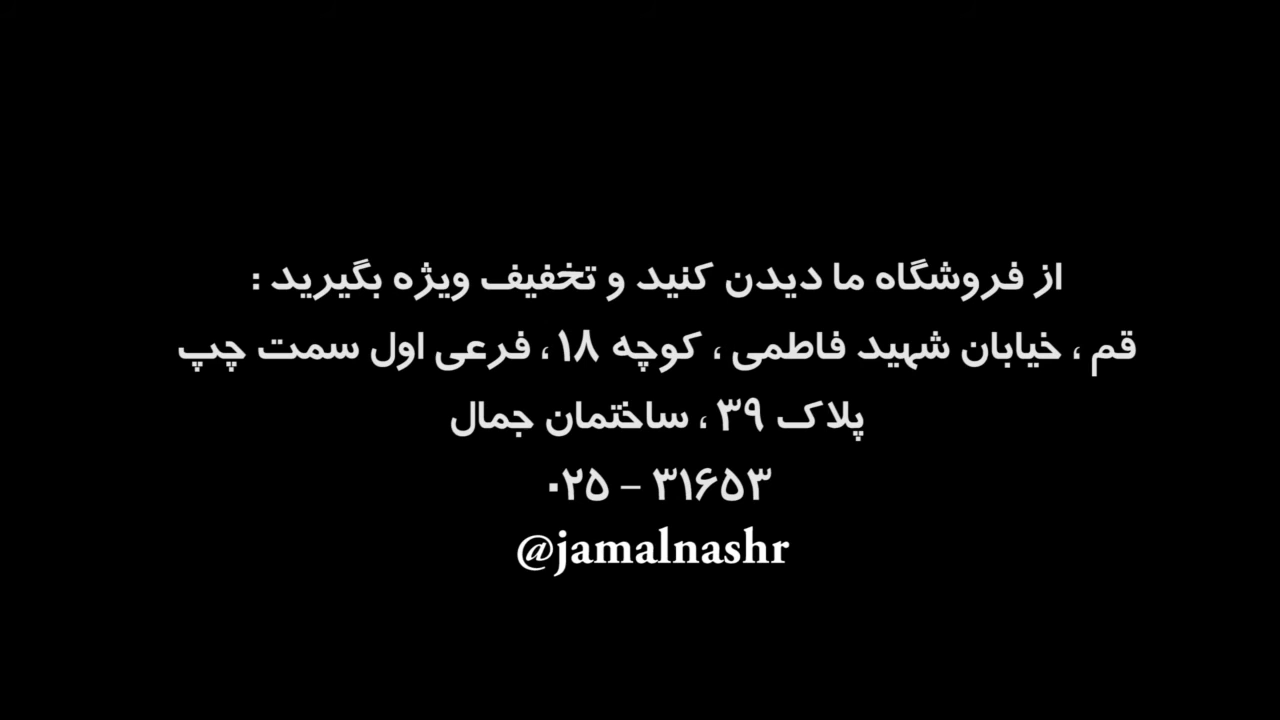 از فروشگاه ما دیدن کنید و تخفیف ویژه بگیرید :
قم ، خیابان شهید فاطمی ، کوچه ۱۸ ، فرعی اول سمت چپ
پلاک ۳۹ ، ساختمان جمال
۰۲۵ – ۳۱۶۵۳
@jamalnashr